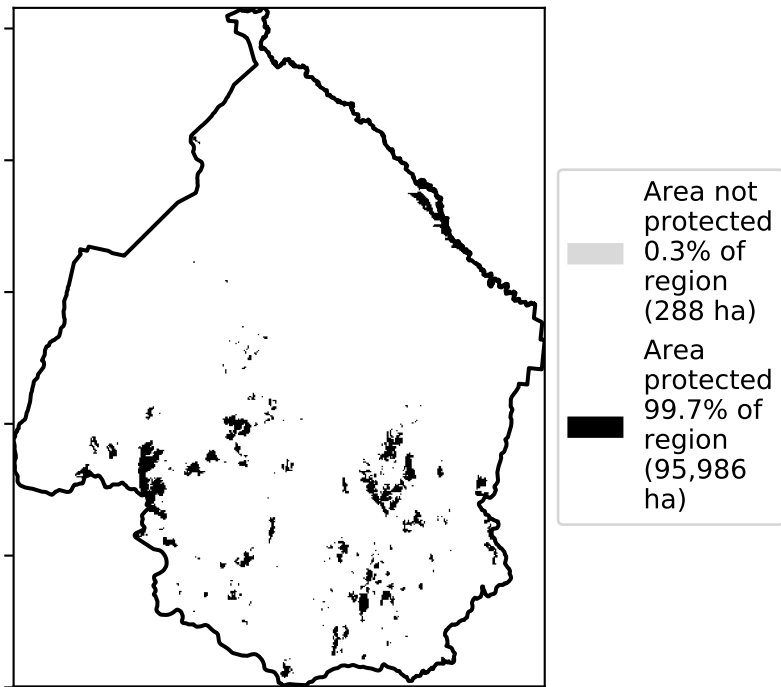 Area not
protected
0.3% of
region
(288 ha)
Area
protected
99.7% of
region
(95,986
ha)